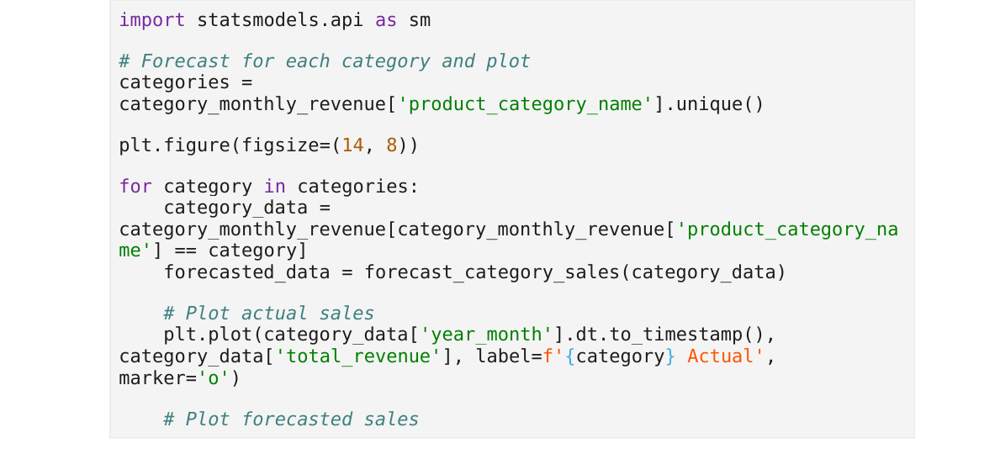 import statsmodels.api as sm

# Forecast for each category and plot
categories =
category_monthly_revenue['product_category_name'].unique()

plt.figure(figsize=(14, 8))

for category in categories:
    category_data =
category_monthly_revenue[category_monthly_revenue['product_category_na
me'] == category]
    forecasted_data = forecast_category_sales(category_data)

    # Plot actual sales
    plt.plot(category_data['year_month'].dt.to_timestamp(),
category_data['total_revenue'], label=f'{category} Actual',
marker='o')

    # Plot forecasted sales